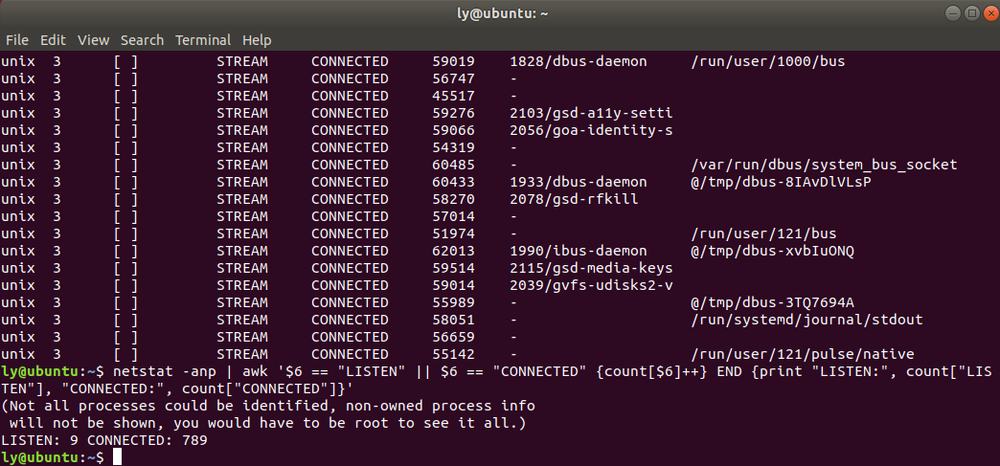 ly@ubuntu: ~
File Edit View Search Terminal Help
unix  3      [ ]         STREAM     CONNECTED     59019    1828/dbus-daemon     /run/user/1000/bus
unix  3      [ ]         STREAM     CONNECTED     56747    -
unix  3      [ ]         STREAM     CONNECTED     45517    -
unix  3      [ ]         STREAM     CONNECTED     59276    2103/gsd-a11y-setti
unix  3      [ ]         STREAM     CONNECTED     59066    2056/goa-identity-s
unix  3      [ ]         STREAM     CONNECTED     54319    -
unix  3      [ ]         STREAM     CONNECTED     60485    -                    /var/run/dbus/system_bus_socket
unix  3      [ ]         STREAM     CONNECTED     60433    1933/dbus-daemon     @/tmp/dbus-8IAvDlVLsP
unix  3      [ ]         STREAM     CONNECTED     58270    2078/gsd-rfkill
unix  3      [ ]         STREAM     CONNECTED     57014    -
unix  3      [ ]         STREAM     CONNECTED     51974    -                    /run/user/121/bus
unix  3      [ ]         STREAM     CONNECTED     62013    1990/ibus-daemon     @/tmp/dbus-xvbIuONQ
unix  3      [ ]         STREAM     CONNECTED     59514    2115/gsd-media-keys
unix  3      [ ]         STREAM     CONNECTED     59014    2039/gvfs-udisks2-v
unix  3      [ ]         STREAM     CONNECTED     55989    -                    @/tmp/dbus-3TQ7694A
unix  3      [ ]         STREAM     CONNECTED     58051    -                    /run/systemd/journal/stdout
unix  3      [ ]         STREAM     CONNECTED     56659    -
unix  3      [ ]         STREAM     CONNECTED     55142    -                    /run/user/121/pulse/native
ly@ubuntu:~$ netstat -anp | awk '$6 == "LISTEN" || $6 == "CONNECTED" {count[$6]++} END {print "LISTEN:", count["LIS
TEN"], "CONNECTED:", count["CONNECTED"]}'
(Not all processes could be identified, non-owned process info
 will not be shown, you would have to be root to see it all.)
LISTEN: 9 CONNECTED: 789
ly@ubuntu:~$